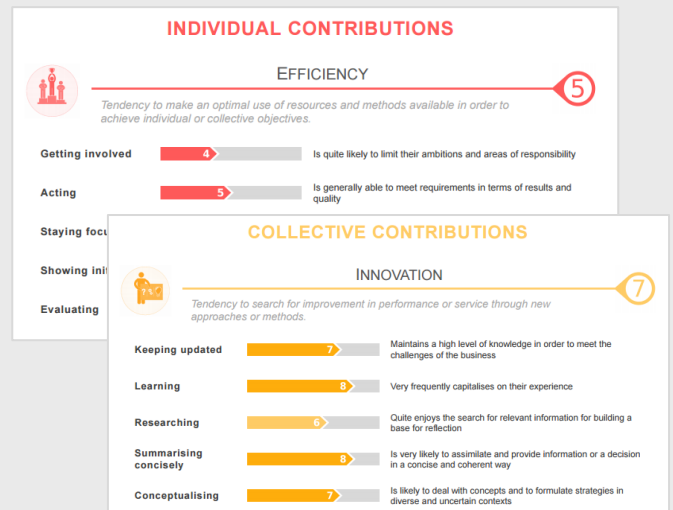 INDIVIDUAL CONTRIBUTIONS
EFFICIENCY
5
Tendency to make an optimal use of resources and methods available in order to
achieve individual or collective objectives.
Getting involved
4
Is quite likely to limit their ambitions and areas of responsibility
Acting
5
Is generally able to meet requirements in terms of results and
quality
Staying
Showing
Evaluating
COLLECTIVE CONTRIBUTIONS
INNOVATION
7
Tendency to search for improvement in performance or service through new
approaches or methods.
Keeping updated
7
Maintains a high level of knowledge in order to meet the
challenges of the business
Learning
8
Very frequently capitalises on their experience
Researching
6
Quite enjoys the search for relevant information for building a
base for reflection
Summarising
concisely
8
Is very likely to assimilate and provide information or a decision
in a concise and coherent way
Conceptualising
7
Is likely to deal with concepts and to formulate strategies in
diverse and uncertain contexts